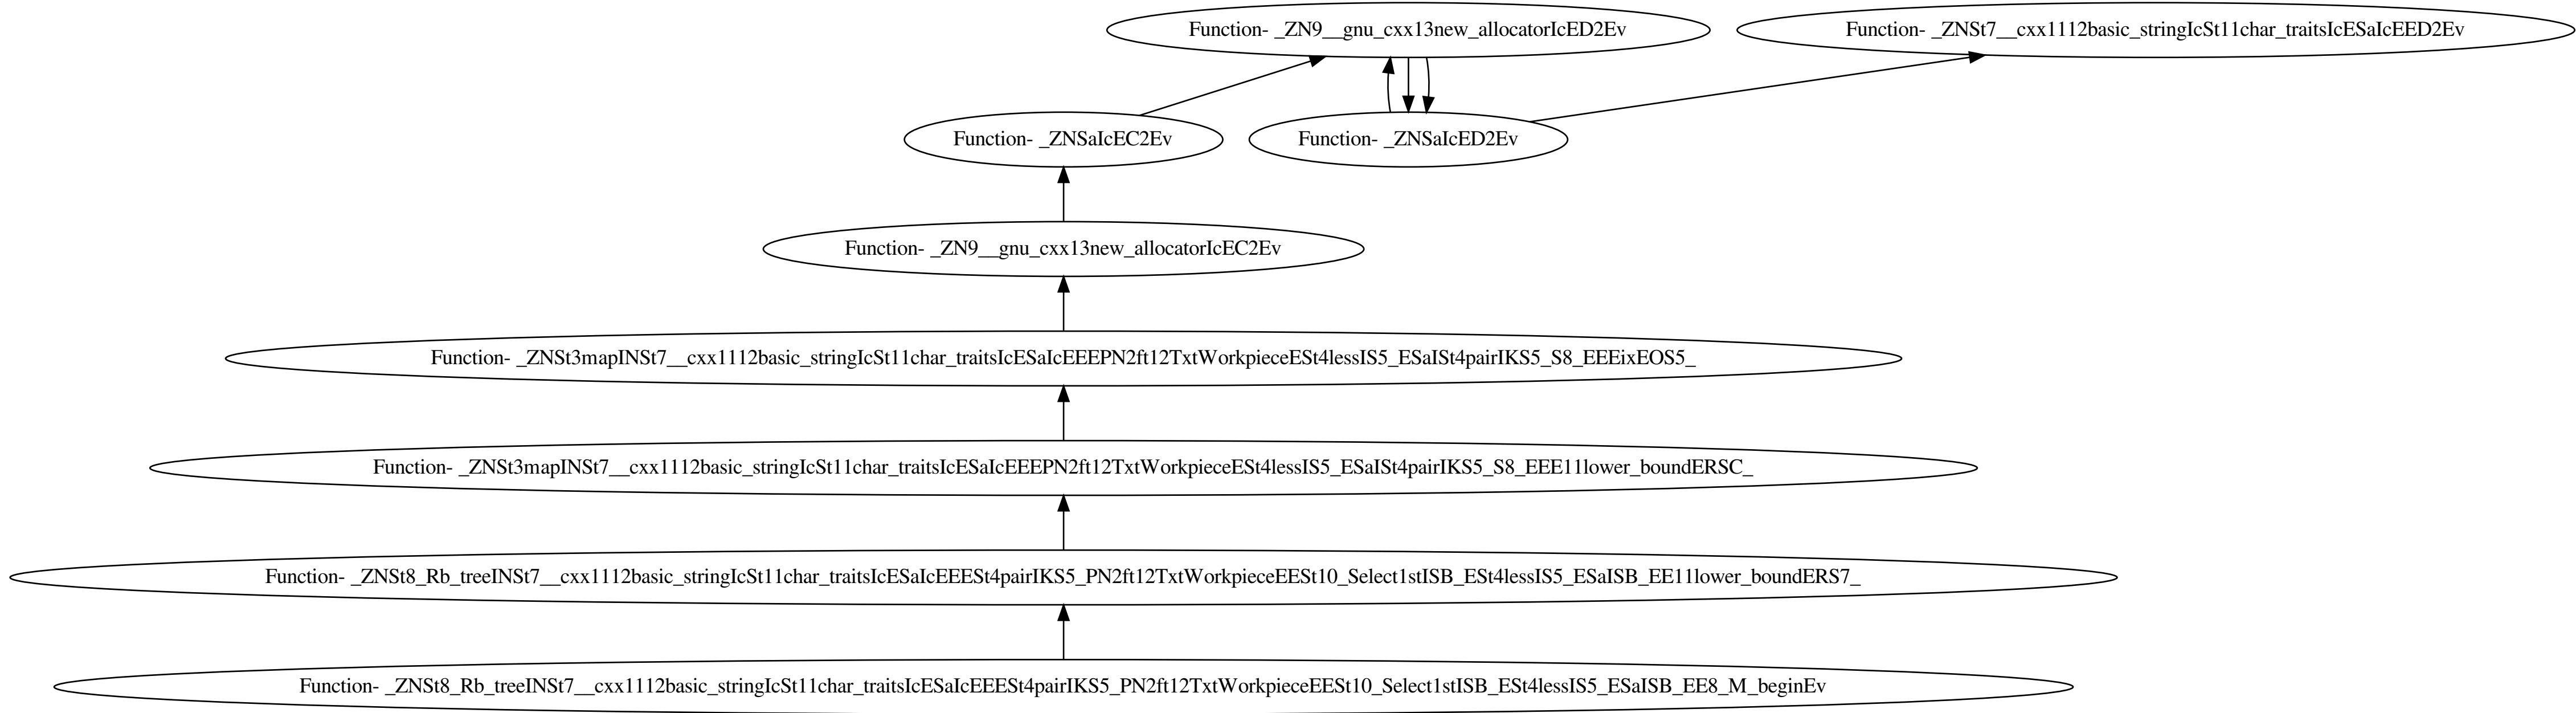 Function- _ZN9__gnu_cxx13new_allocatorIcED2Ev
Function- _ZNSt7__cxx1112basic_stringIcSt11char_traitsIcESaIcEED2Ev
Function- _ZNSaIcEC2Ev
Function- _ZNSaIcED2Ev
Function- _ZN9__gnu_cxx13new_allocatorIcEC2Ev
Function- _ZNSt3mapINSt7__cxx1112basic_stringIcSt11char_traitsIcESaIcEEEPN2ft12TxtWorkpieceESt4lessIS5_ESaISt4pairIKS5_S8_EEEixEOS5_
Function- _ZNSt3mapINSt7__cxx1112basic_stringIcSt11char_traitsIcESaIcEEEPN2ft12TxtWorkpieceESt4lessIS5_ESaISt4pairIKS5_S8_EEE11lower_boundERSC_
Function- _ZNSt8_Rb_treeINSt7__cxx1112basic_stringIcSt11char_traitsIcESaIcEEESt4pairIKS5_PN2ft12TxtWorkpieceEESt10_Select1stISB_ESt4lessIS5_ESaISB_EE11lower_boundERS7_
Function- _ZNSt8_Rb_treeINSt7__cxx1112basic_stringIcSt11char_traitsIcESaIcEEESt4pairIKS5_PN2ft12TxtWorkpieceEESt10_Select1stISB_ESt4lessIS5_ESaISB_EE8_M_beginEv